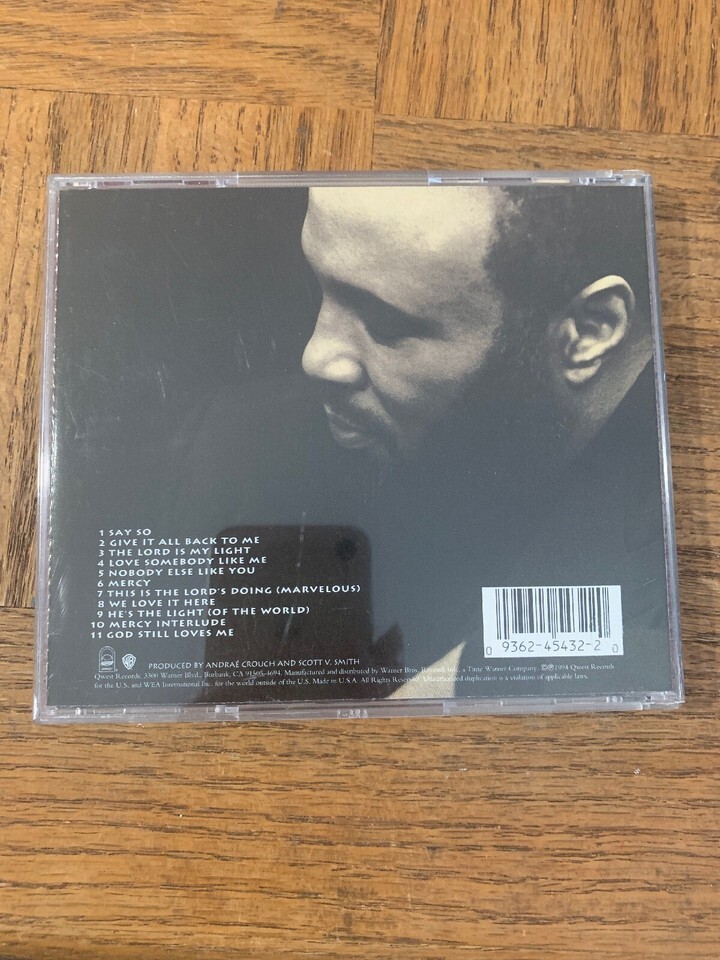 1 SAY SO
2 GIVE IT ALL BACK TO ME
3 THE LORD IS MY LIGHT
4 LOVE SOMEBODY LIKE ME
5 NOBODY ELSE LIKE YOU
6 MERCY
7 THIS IS THE LORD'S DOING (MARVELOUS)
8 WE LOVE IT HERE
9 HE'S THE LIGHT (OF THE WORLD)
10 MERCY INTERLUDE
11 GOD STILL LOVES ME
0 9362-45432-2 0
PRODUCED BY ANDRAÉ CROUCH AND SCOTT V. SMITH
Qwest Records, 3300 Warner Blvd., Burbank, CA 91505-4694. Manufactured and distributed by Warner Bros. Records Inc., a Time Warner Company. ©℗ 1994 Qwest Records
for the U.S. and WEA International Inc. for the world outside of the U.S. Made in U.S.A. All Rights Reserved. Unauthorized duplication is a violation of applicable laws.